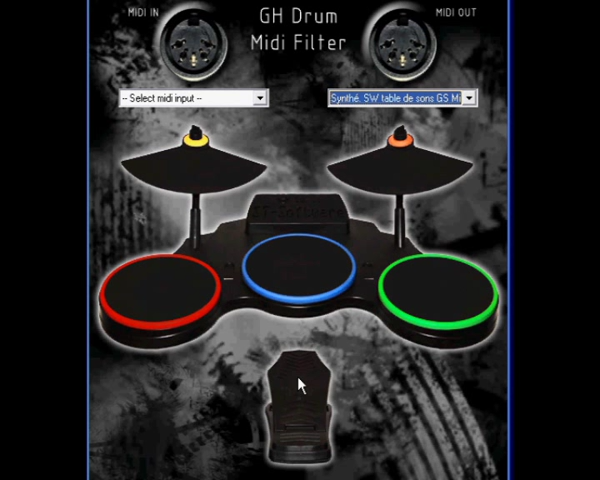 MIDI IN
GH Drum
Midi Filter
MIDI OUT
-- Select midi input --
Synthé. SW table de sons GS Mi